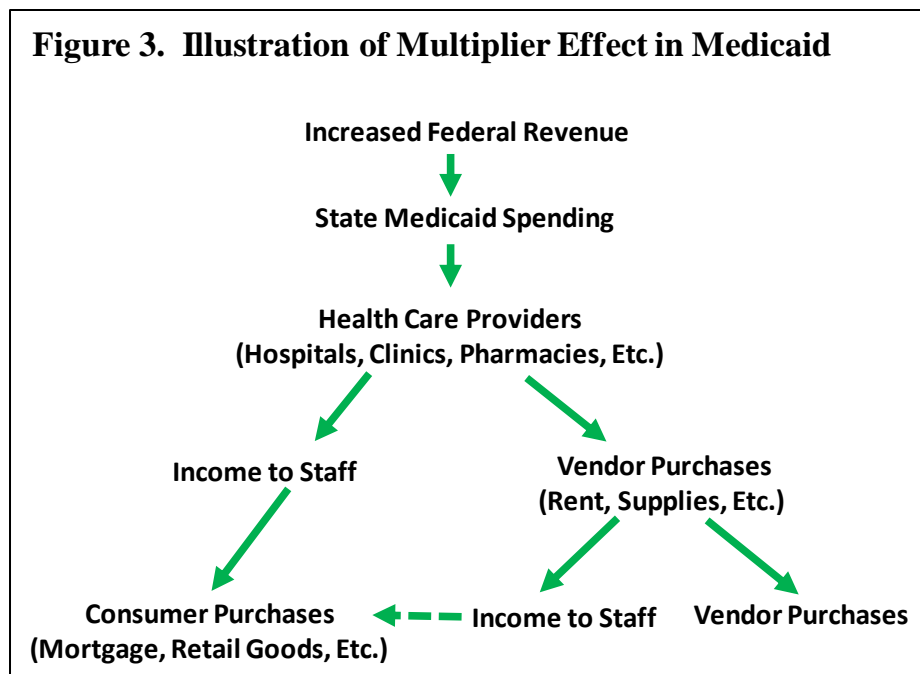 Figure 3. Illustration of Multiplier Effect in Medicaid
Increased Federal Revenue
State Medicaid Spending
Health Care Providers
(Hospitals, Clinics, Pharmacies, Etc.)
Income to Staff
Vendor Purchases
(Rent, Supplies, Etc.)
Consumer Purchases
(Mortgage, Retail Goods, Etc.)
Income to Staff
Vendor Purchases